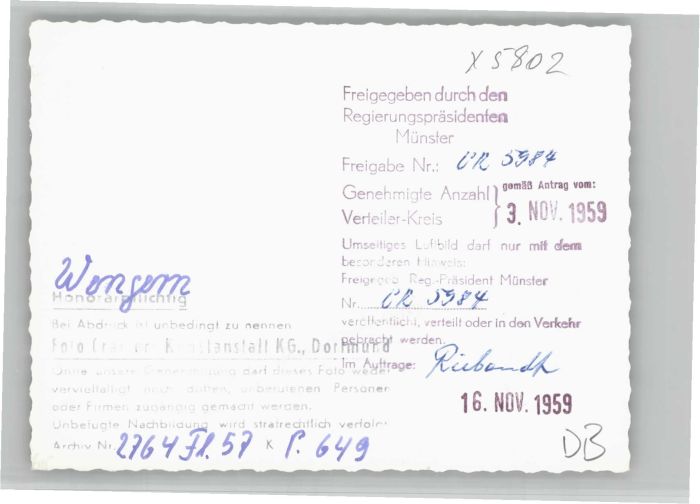 X 5802
Freigegeben durch den
Regierungspräsidenten
Münster
Freigabe Nr.: CR 5984
Genehmigte Anzahl
Verteiler-Kreis
gemäß Antrag vom:
3. NOV. 1959
Umseitiges Luftbild darf nur mit dem
besonderen Hinweis:
Freigegeb. Reg.-Präsident Münster
Nr. CR 5984
veröffentlicht, verteilt oder in den Verkehr
gebracht werden.
Im Auftrage:
16. NOV. 1959
DB
Wengern
Honorarpflichtig
Bei Abdruck ist unbedingt zu nennen
Foto Kunstanstalt KG., Dortmund
Ohne unsere Genehmigung darf dieses Foto weder
vervielfältigt noch dritten, unberufenen Personen
oder Firmen zugängig gemacht werden.
Unbefugte Nachbildung wird strafrechtlich verfolgt
Archiv Nr. 2764 Fl. 57 K P. 649